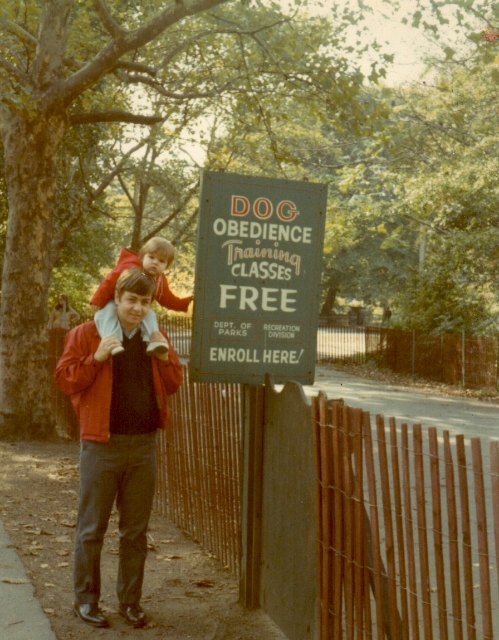 DOG
OBEDIENCE
Training
CLASSES
FREE
DEPT. OF RECREATION
PARKS DIVISION
ENROLL HERE!